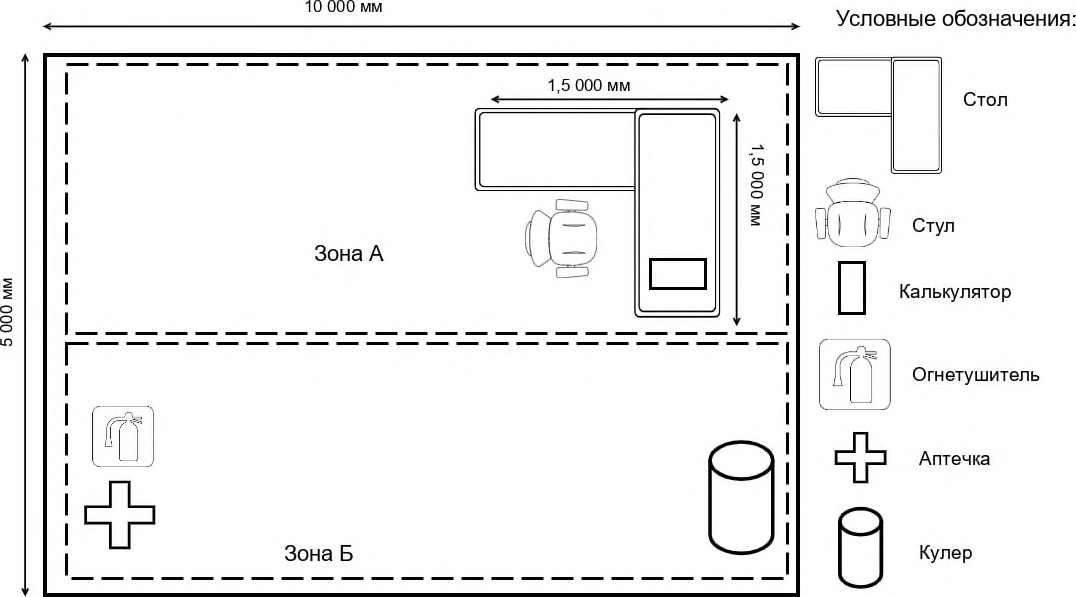 10 000 мм
Условные обозначения:
1,5 000 мм
Стол
1,5 000 мм
Стул
Зона А
Калькулятор
5 000 мм
Огнетушитель
Аптечка
Зона Б
Кулер